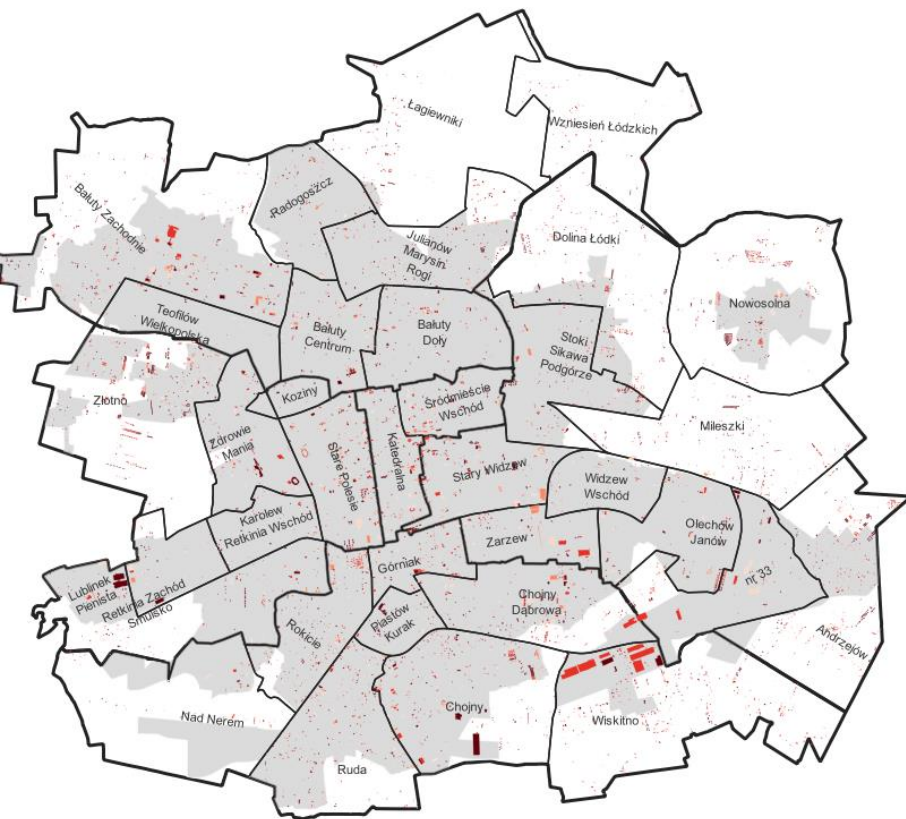 Łagiewniki
Wzniesień Łódzkich
Bałuty Zachodnie
Radogoszcz
Julianów
Marysin
Rogi
Dolina Łódki
Nowosolna
Teofilów
Wielkopolska
Bałuty
Centrum
Bałuty
Doły
Stoki
Sikawa
Podgórze
Złotno
Koziny
Śródmieście
Wschód
Mileszki
Zdrowie
Mania
Stare Polesie
Katedralna
Stary Widzew
Widzew
Wschód
Karolew
Retkinia Wschód
Olechów
Janów
Zarzew
Górniak
nr 33
Lublinek
Pienista
Retkinia Zachód
Smulsko
Chojny
Dąbrowa
Piastów
Kurak
Rokicie
Andrzejów
Nad Nerem
Chojny
Wiskitno
Ruda